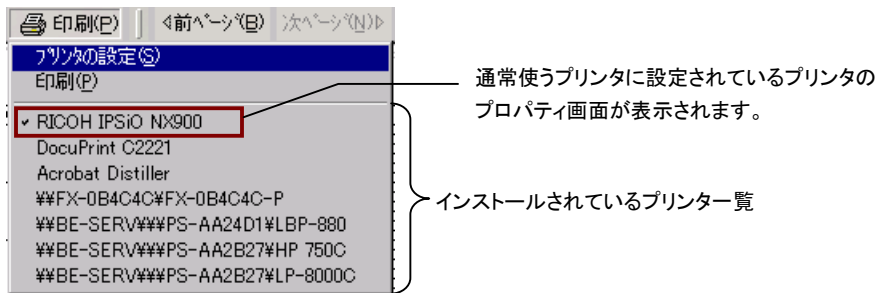 印刷(P) 前ﾍﾟｰｼﾞ(B) 次ﾍﾟｰｼﾞ(N)
ﾌﾟﾘﾝﾀの設定(S)
印刷(P)
通常使うプリンタに設定されているプリンタの
プロパティ画面が表示されます。
RICOH IPSiO NX900
DocuPrint C2221
Acrobat Distiller
¥¥FX-0B4C4C¥FX-0B4C4C-P
¥¥BE-SERV¥¥¥PS-AA24D1¥LBP-880
¥¥BE-SERV¥¥¥PS-AA2B27¥HP 750C
¥¥BE-SERV¥¥¥PS-AA2B27¥LP-8000C
インストールされているプリンター覧